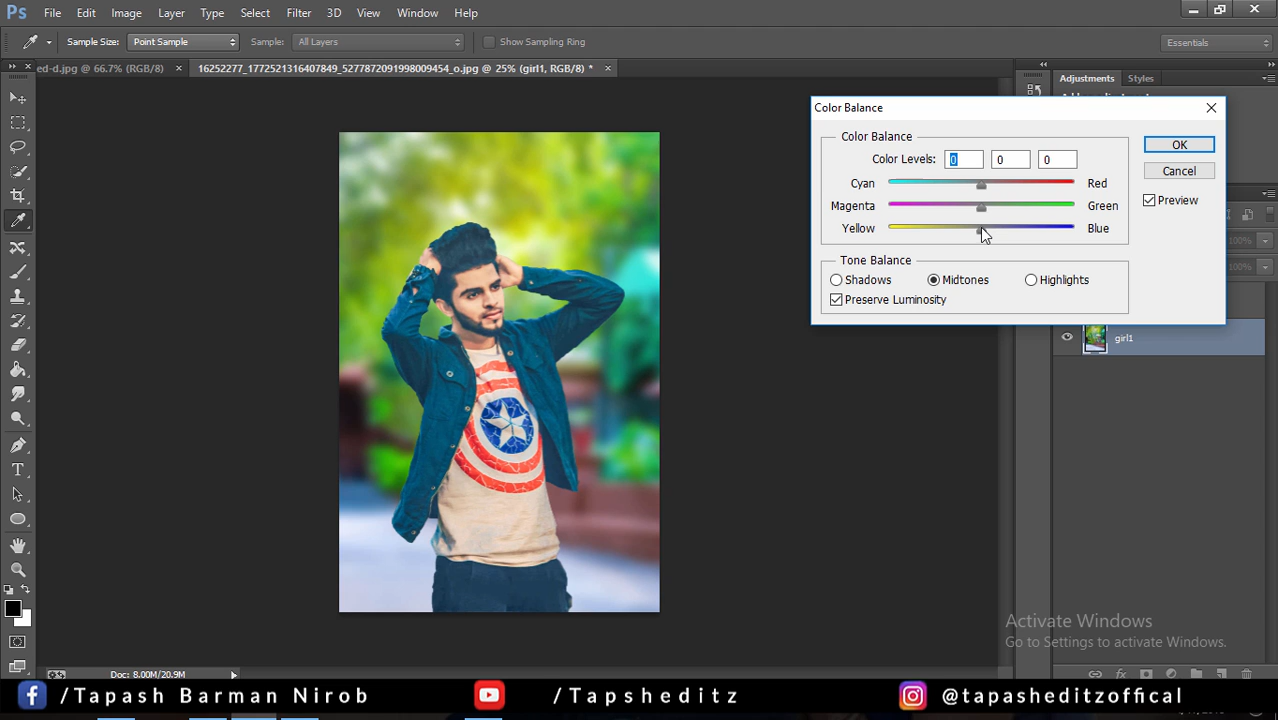 Ps File Edit Image Layer Type Select Filter 3D View Window Help
Sample Size: Point Sample Sample: All Layers Show Sampling Ring Essentials
ed-d.jpg @ 66.7% (RGB/8) × 16252277_1772521316407849_5277872091998009454_o.jpg @ 25% (girl1, RGB/8) * ×
Adjustments Styles
Color Balance
Color Balance
Color Levels: 0 0 0
OK
Cyan Red
Cancel
Magenta Green
Preview
Yellow Blue
Tone Balance
Shadows Midtones Highlights
Preserve Luminosity
100%
100%
girl1
T
Activate Windows
Go to Settings to activate Windows.
Doc: 8.00M/20.9M
/Tapash Barman Nirob
/Tapsheditz
@tapasheditzoffical